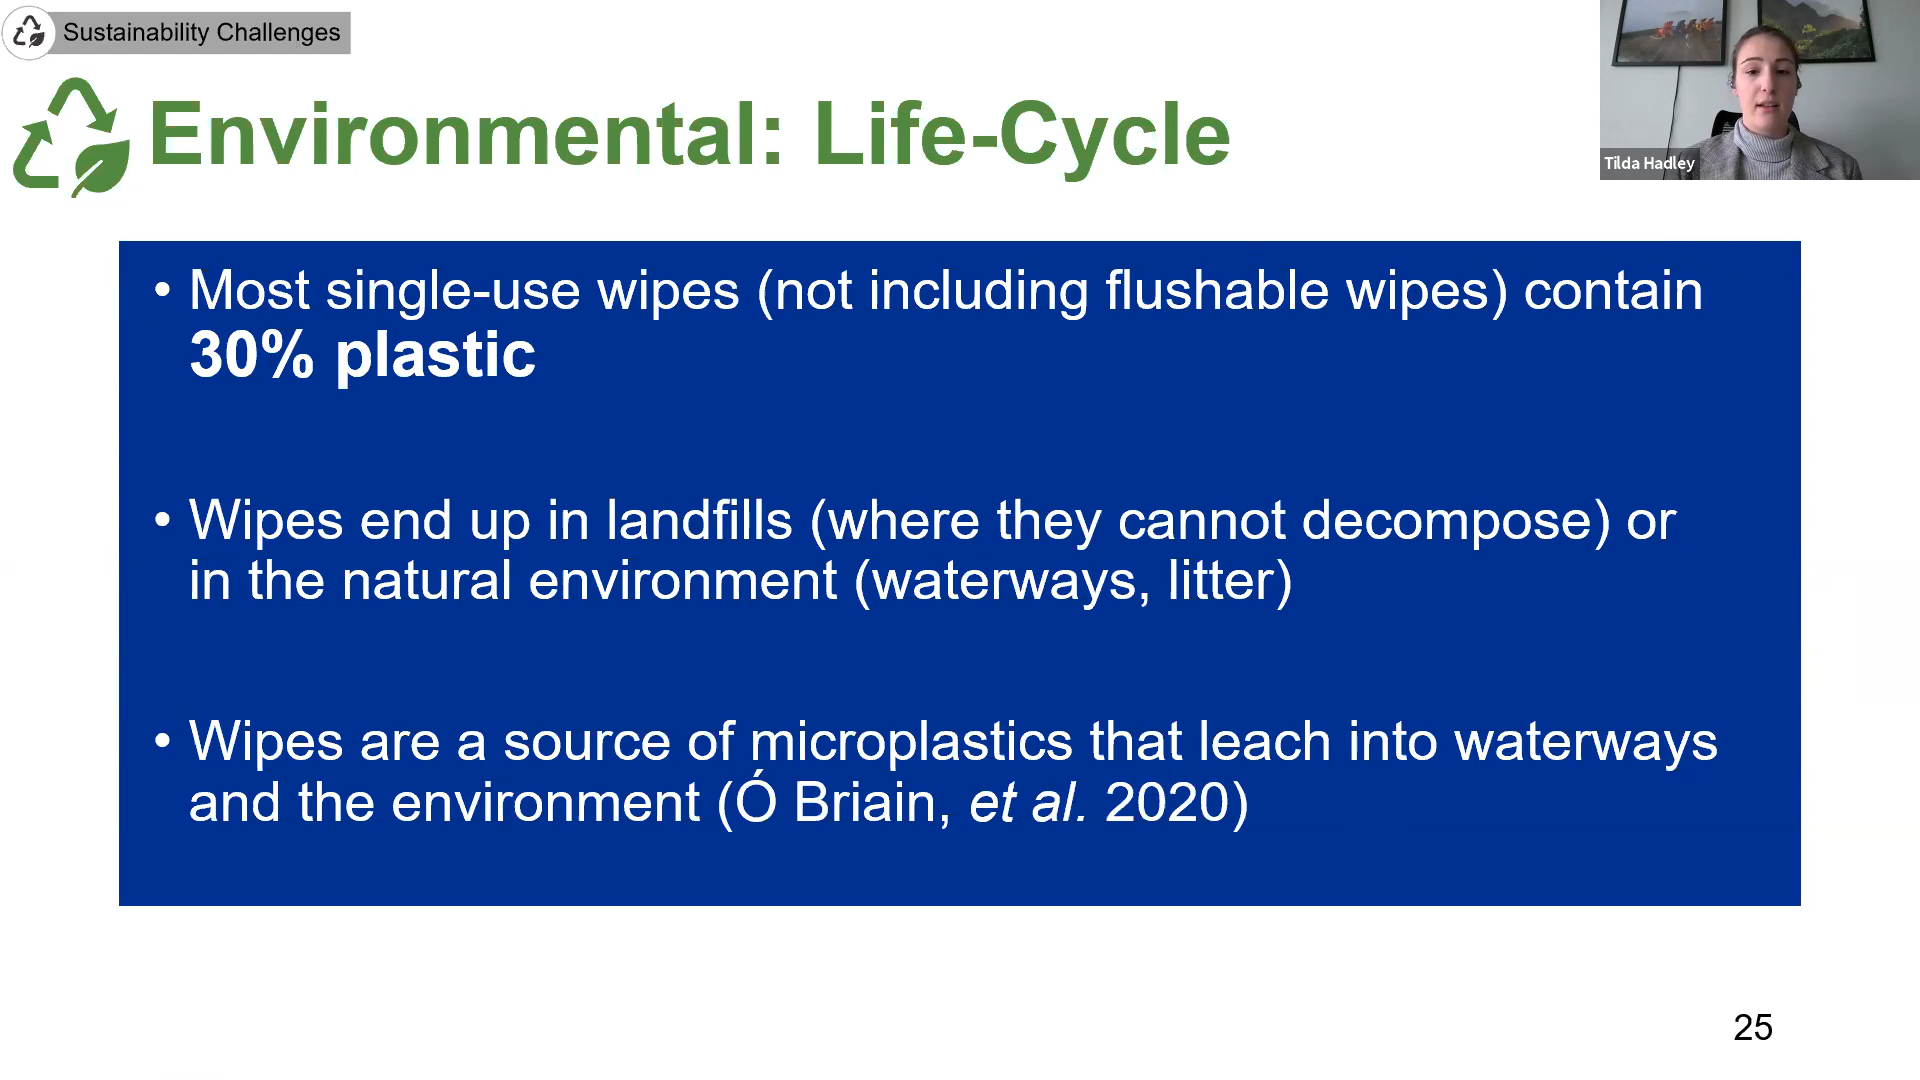 Sustainability Challenges
Environmental: Life-Cycle
Tilda Hadley
• Most single-use wipes (not including flushable wipes) contain
30% plastic
• Wipes end up in landfills (where they cannot decompose) or
in the natural environment (waterways, litter)
• Wipes are a source of microplastics that leach into waterways
and the environment (Ó Briain, et al. 2020)
25